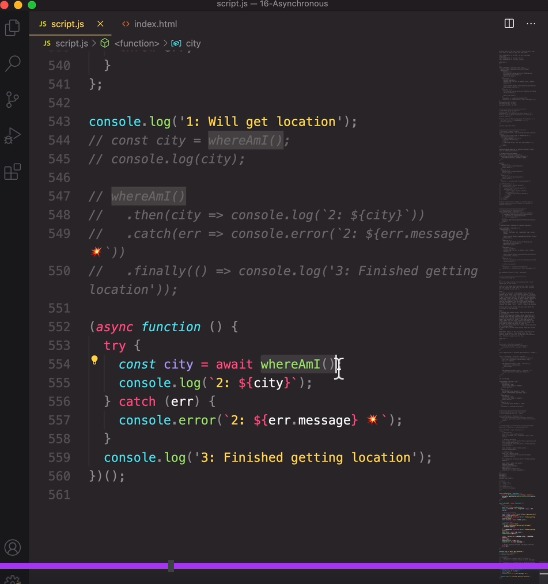 script.js — 16-Asynchronous
JS script.js × <> index.html
JS script.js > <function> > city
540 }
541 };
542
543 console.log('1: Will get location');
544 // const city = whereAmI();
545 // console.log(city);
546
547 // whereAmI()
548 //   .then(city => console.log(`2: ${city}`))
549 //   .catch(err => console.error(`2: ${err.message}
💥`))
550 //   .finally(() => console.log('3: Finished getting
location'));
551
552 (async function () {
553   try {
554     const city = await whereAmI()
555     console.log(`2: ${city}`);
556   } catch (err) {
557     console.error(`2: ${err.message} 💥`);
558   }
559   console.log('3: Finished getting location');
560 })();
561